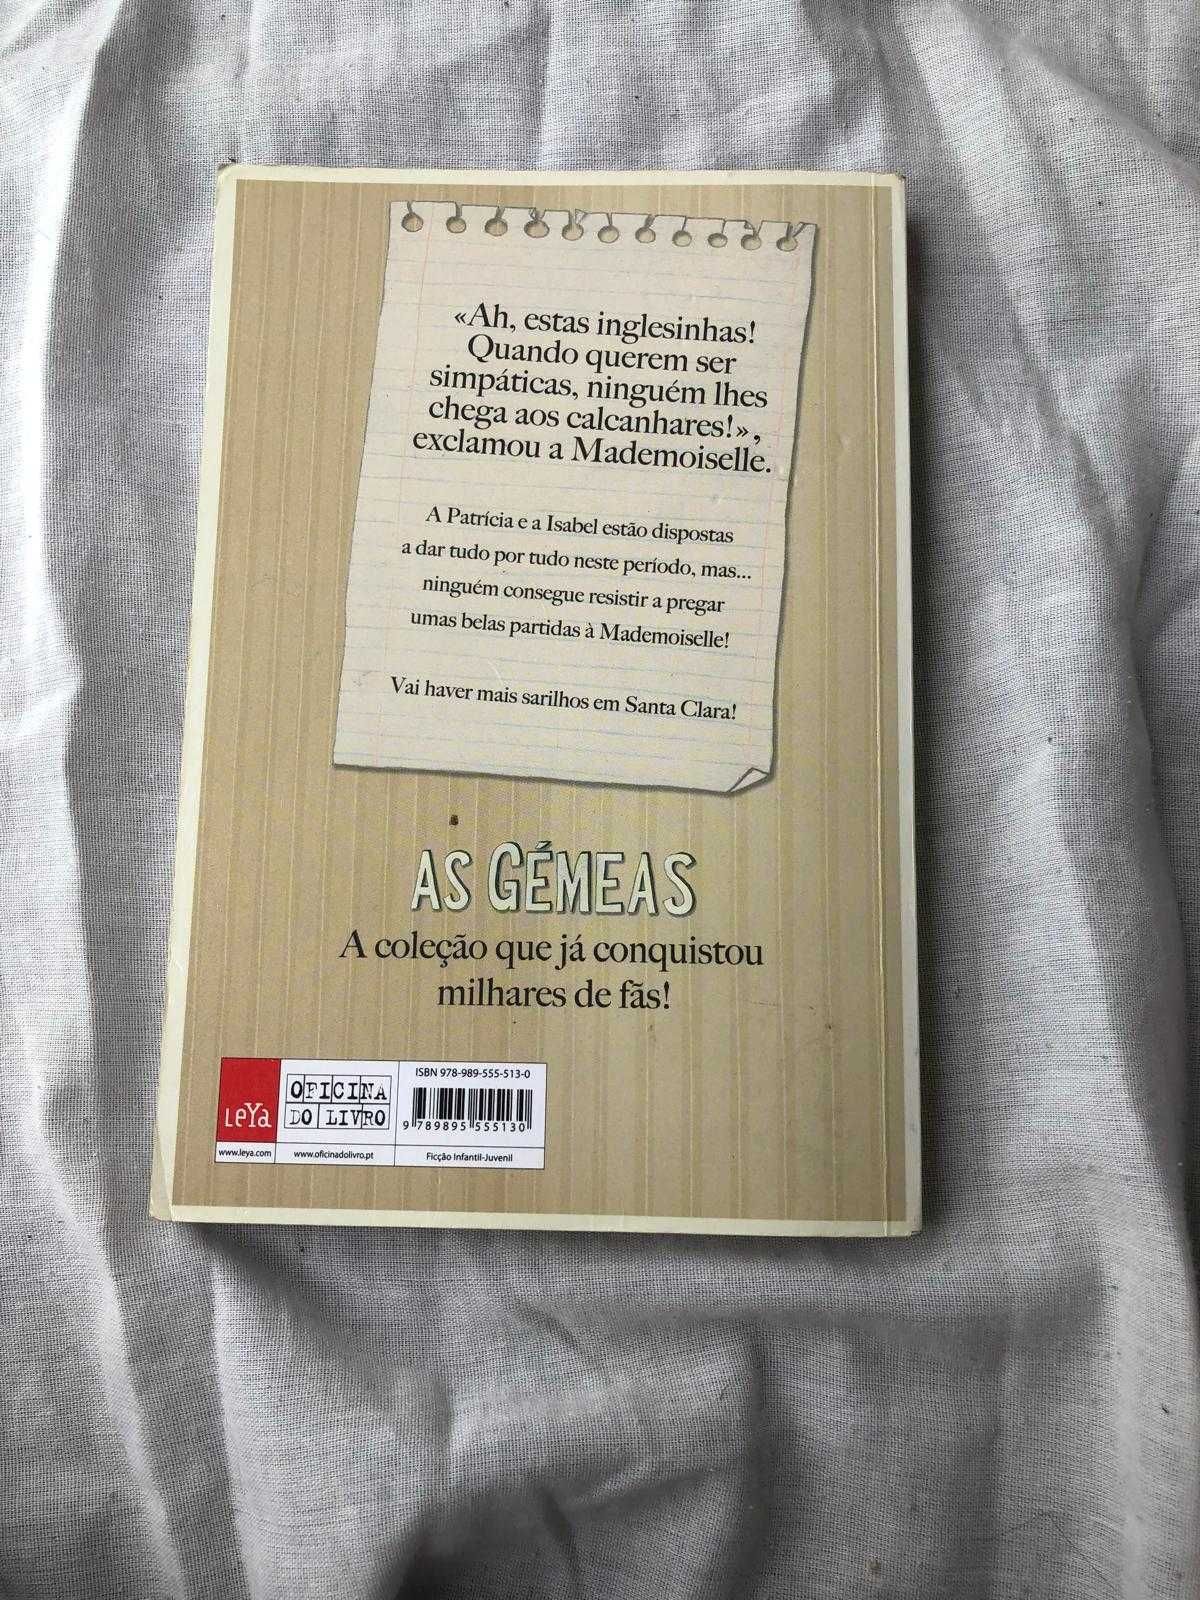 «Ah, estas inglesinhas!
Quando querem ser
simpáticas, ninguém lhes
chega aos calcanhares!»,
exclamou a Mademoiselle.
A Patrícia e a Isabel estão dispostas
a dar tudo por tudo neste período, mas...
ninguém consegue resistir a pregar
umas belas partidas à Mademoiselle!
Vai haver mais sarilhos em Santa Clara!
AS GÉMEAS
A coleção que já conquistou
milhares de fãs!
LeYa
www.leya.com
OFICINA
DO LIVRO
www.oficinadolivro.pt
ISBN 978-989-555-513-0
9 789895 555130
Ficção Infantil-Juvenil